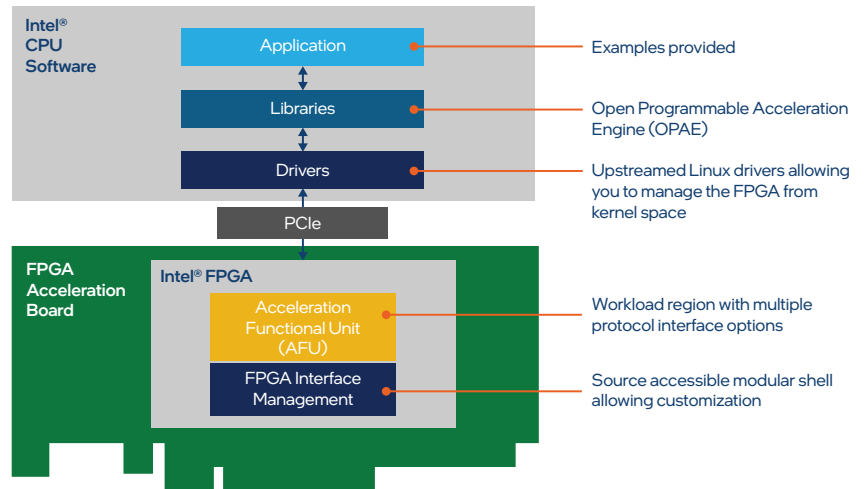 Intel®
CPU
Software
Application
Examples provided
Libraries
Open Programmable Acceleration
Engine (OPAE)
Drivers
Upstreamed Linux drivers allowing
you to manage the FPGA from
kernel space
PCIe
FPGA
Acceleration
Board
Intel® FPGA
Acceleration
Functional Unit
(AFU)
Workload region with multiple
protocol interface options
FPGA Interface
Management
Source accessible modular shell
allowing customization